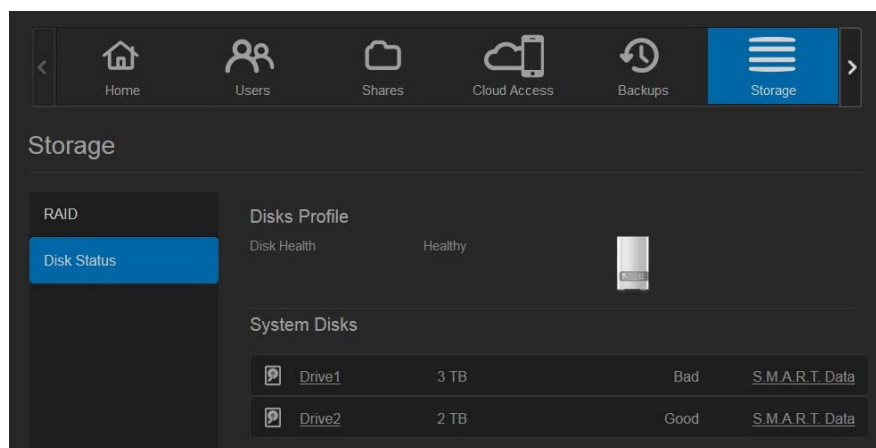 Home Users Shares Cloud Access Backups Storage
Storage
RAID
Disk Status
Disks Profile
Disk Health Healthy
System Disks
Drive1 3 TB Bad S.M.A.R.T. Data
Drive2 2 TB Good S.M.A.R.T. Data